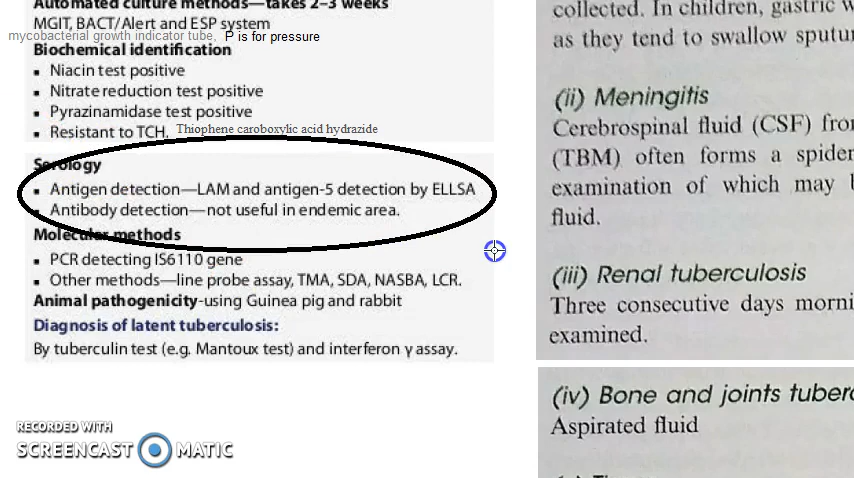 Automated culture methods—takes 2–3 weeks
MGIT, BACT/Alert and ESP system
mycobacterial growth indicator tube, P is for pressure
Biochemical identification
▪ Niacin test positive
▪ Nitrate reduction test positive
▪ Pyrazinamidase test positive
▪ Resistant to TCH. Thiophene caroboxylic acid hydrazide
Serology
▪ Antigen detection—LAM and antigen-5 detection by ELLSA
▪ Antibody detection—not useful in endemic area.
Molecular methods
▪ PCR detecting IS6110 gene
▪ Other methods—line probe assay, TMA, SDA, NASBA, LCR.
Animal pathogenicity-using Guinea pig and rabbit
Diagnosis of latent tuberculosis:
By tuberculin test (e.g. Mantoux test) and interferon γ assay.
RECORDED WITH
SCREENCAST MATIC
collected. In children, gastric
as they tend to swallow
(ii) Meningitis
Cerebrospinal fluid (CSF)
(TBM) often forms a spider
examination of which may
fluid.
(iii) Renal tuberculosis
Three consecutive days
examined.
(iv) Bone and joints
Aspirated fluid